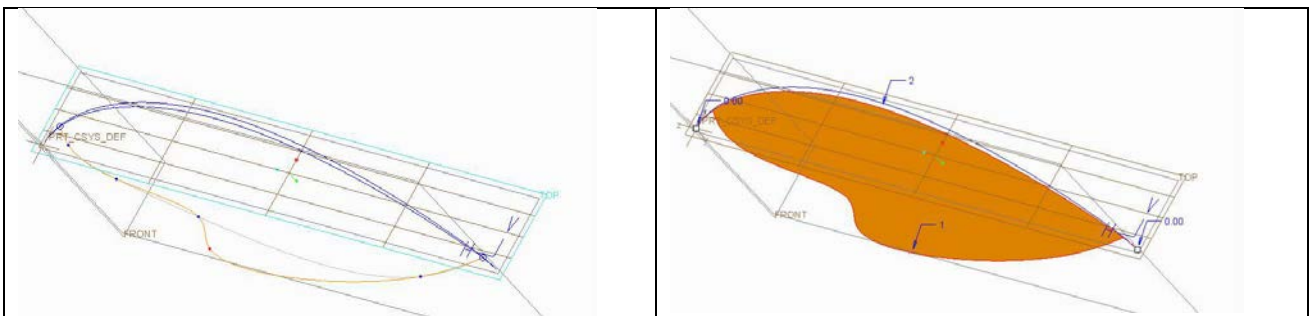 PRT_CSYS_DEF
TOP
V
H
FRONT
2
0.00
PRT_CSYS_DEF
TOP
V
0.00
H
1
FRONT